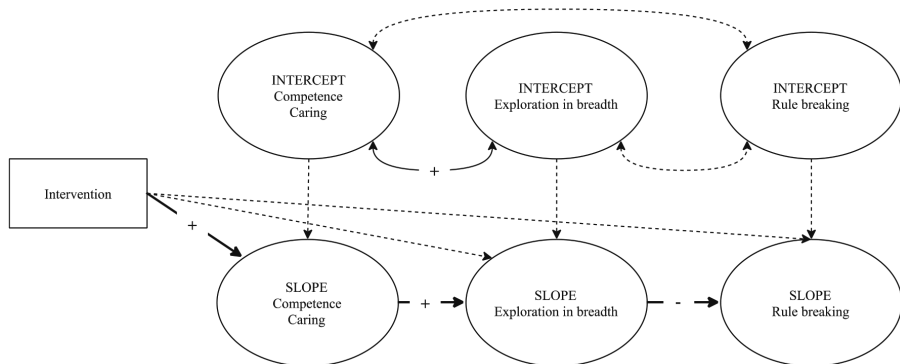 INTERCEPT
Competence
Caring
INTERCEPT
Exploration in breadth
INTERCEPT
Rule breaking
+
Intervention
+
SLOPE
Competence
Caring
+
SLOPE
Exploration in breadth
-
SLOPE
Rule breaking